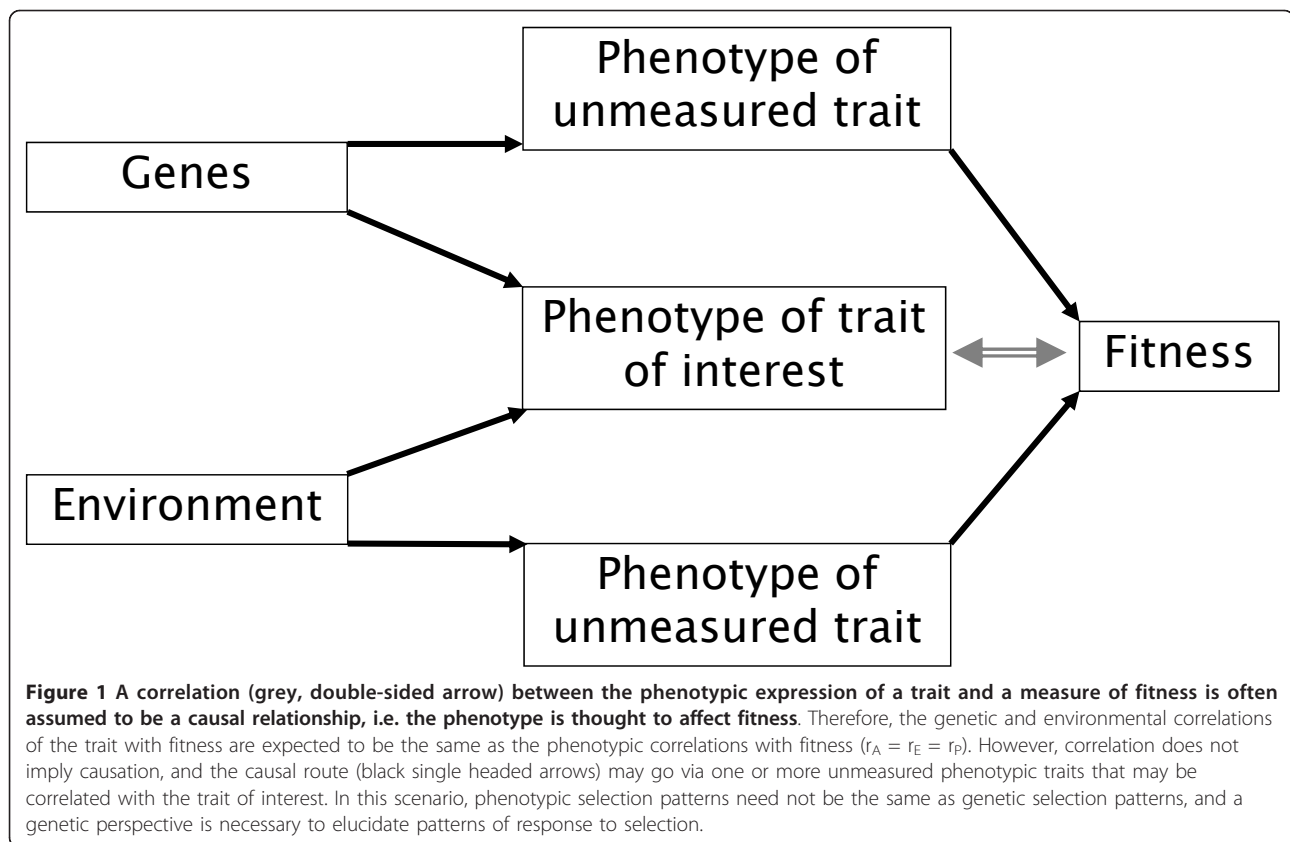 Phenotype of
unmeasured trait
Genes
Phenotype of trait
of interest
Fitness
Environment
Phenotype of
unmeasured trait
Figure 1 A correlation (grey, double-sided arrow) between the phenotypic expression of a trait and a measure of fitness is often
assumed to be a causal relationship, i.e. the phenotype is thought to affect fitness. Therefore, the genetic and environmental correlations
of the trait with fitness are expected to be the same as the phenotypic correlations with fitness (rA = rE = rP). However, correlation does not
imply causation, and the causal route (black single headed arrows) may go via one or more unmeasured phenotypic traits that may be
correlated with the trait of interest. In this scenario, phenotypic selection patterns need not be the same as genetic selection patterns, and a
genetic perspective is necessary to elucidate patterns of response to selection.